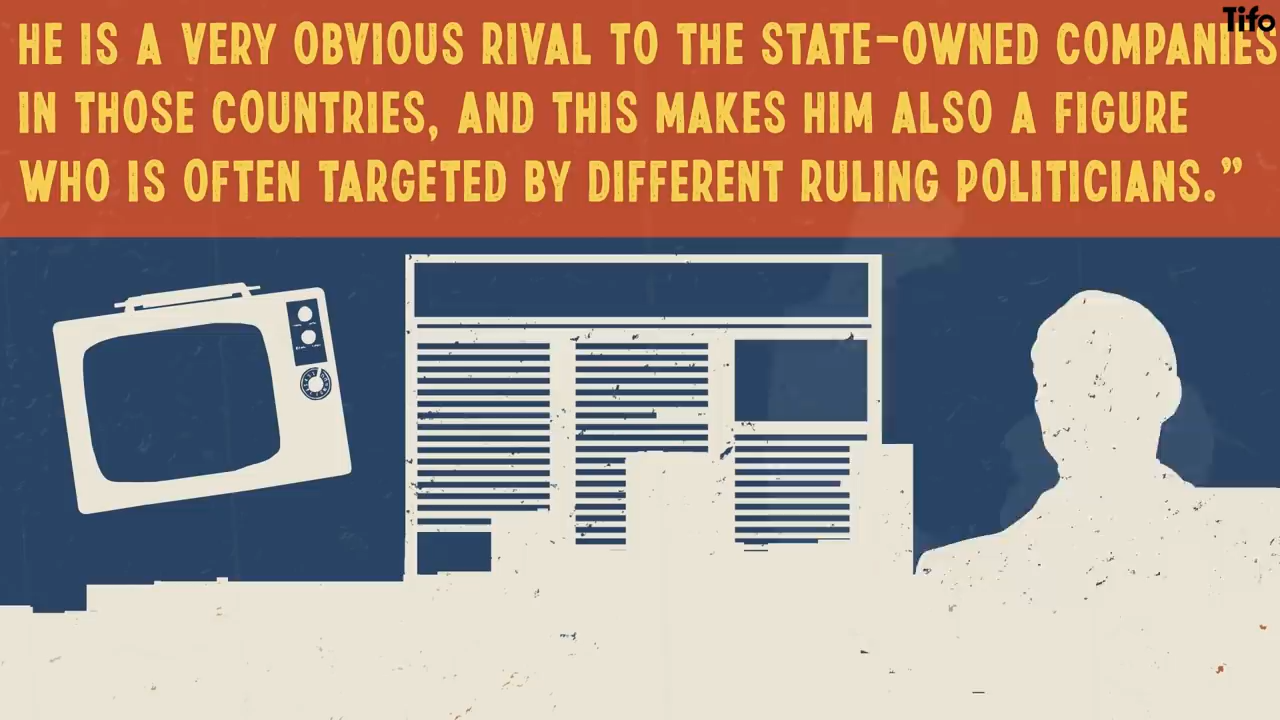 Tifo
HE IS A VERY OBVIOUS RIVAL TO THE STATE-OWNED COMPANIES
IN THOSE COUNTRIES, AND THIS MAKES HIM ALSO A FIGURE
WHO IS OFTEN TARGETED BY DIFFERENT RULING POLITICIANS.”